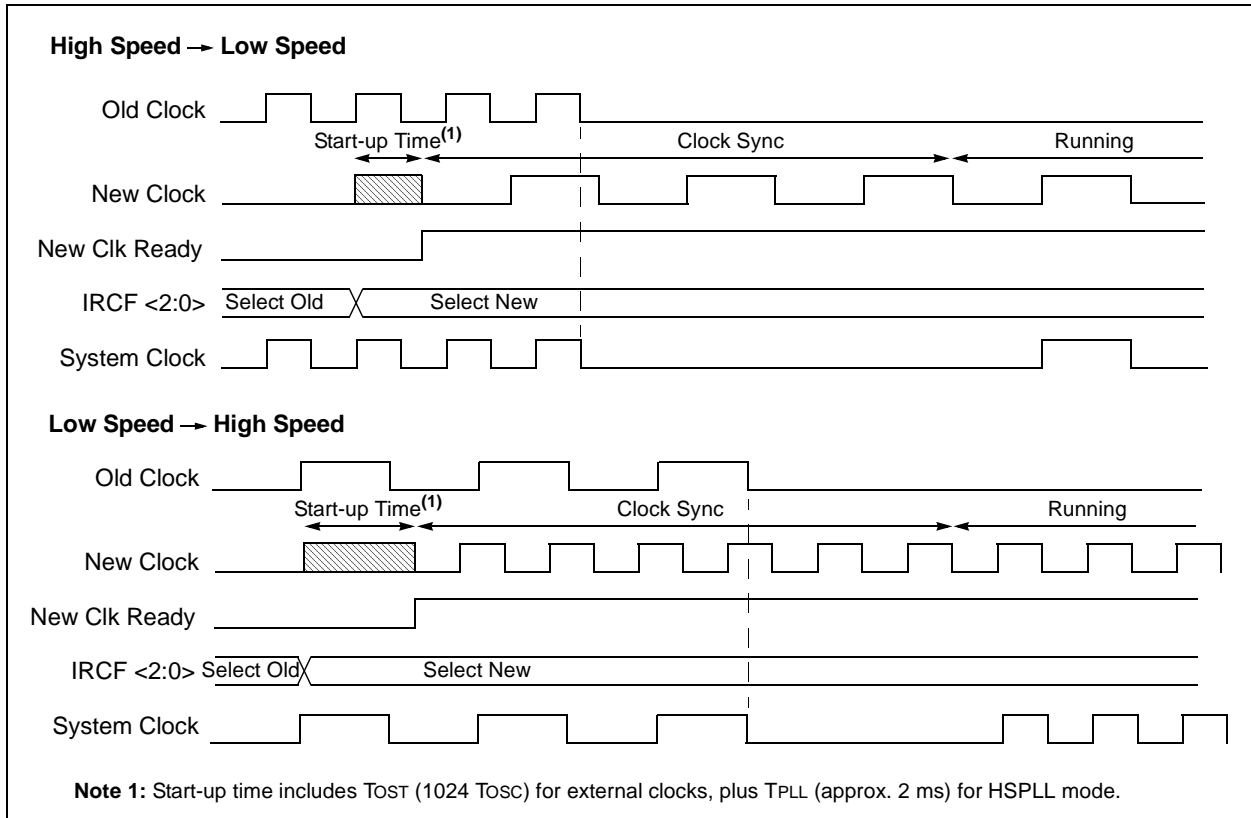 High Speed → Low Speed
Old Clock
Start-up Time(1) Clock Sync Running
New Clock
New Clk Ready
IRCF <2:0> Select Old Select New
System Clock
Low Speed → High Speed
Old Clock
Start-up Time(1) Clock Sync Running
New Clock
New Clk Ready
IRCF <2:0> Select Old Select New
System Clock
Note 1: Start-up time includes TOST (1024 TOSC) for external clocks, plus TPLL (approx. 2 ms) for HSPLL mode.